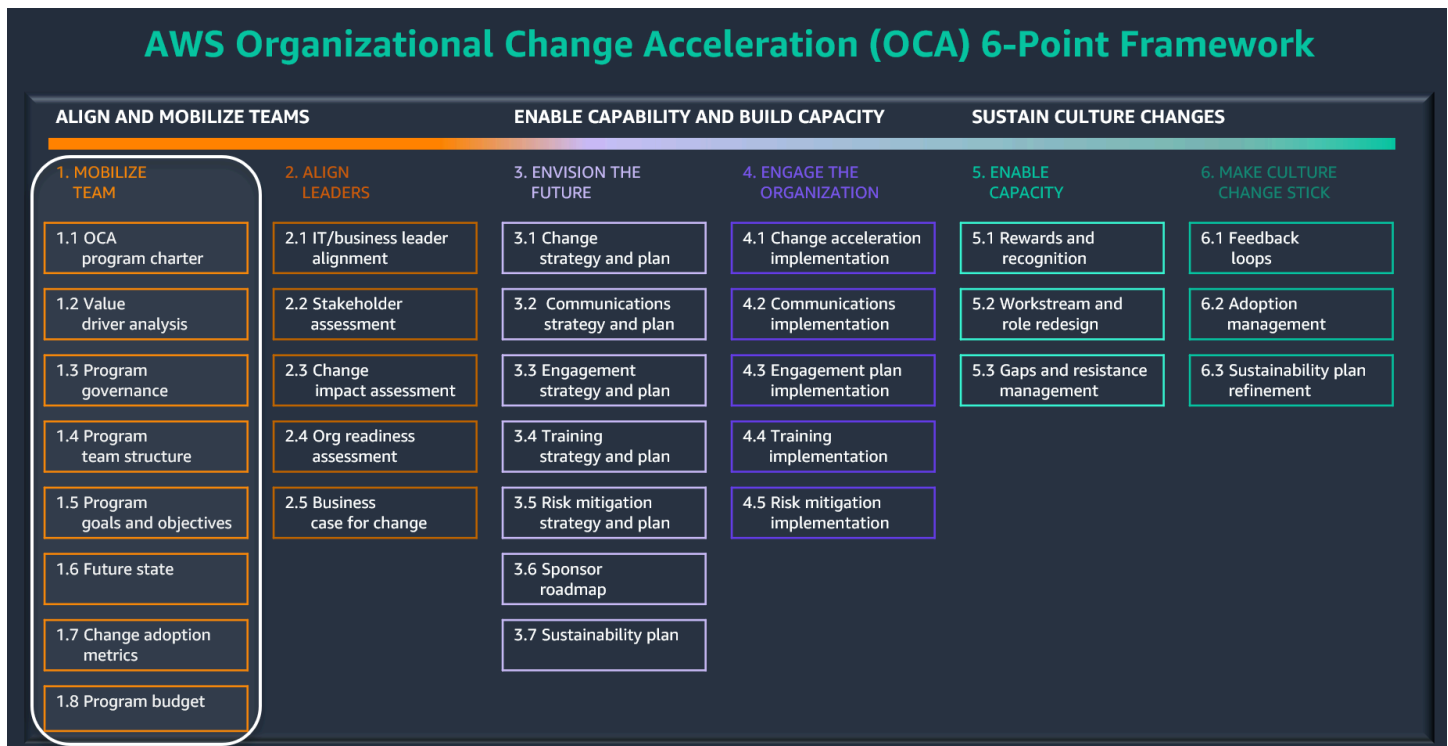 AWS Organizational Change Acceleration (OCA) 6-Point Framework
ALIGN AND MOBILIZE TEAMS
ENABLE CAPABILITY AND BUILD CAPACITY
SUSTAIN CULTURE CHANGES
1. MOBILIZE
TEAM
1.1 OCA
program charter
1.2 Value
driver analysis
1.3 Program
governance
1.4 Program
team structure
1.5 Program
goals and objectives
1.6 Future state
1.7 Change adoption
metrics
1.8 Program budget
2. ALIGN
LEADERS
2.1 IT/business leader
alignment
2.2 Stakeholder
assessment
2.3 Change
impact assessment
2.4 Org readiness
assessment
2.5 Business
case for change
3. ENVISION THE
FUTURE
3.1 Change
strategy and plan
3.2 Communications
strategy and plan
3.3 Engagement
strategy and plan
3.4 Training
strategy and plan
3.5 Risk mitigation
strategy and plan
3.6 Sponsor
roadmap
3.7 Sustainability plan
4. ENGAGE THE
ORGANIZATION
4.1 Change acceleration
implementation
4.2 Communications
implementation
4.3 Engagement plan
implementation
4.4 Training
implementation
4.5 Risk mitigation
implementation
5. ENABLE
CAPACITY
5.1 Rewards and
recognition
5.2 Workstream and
role redesign
5.3 Gaps and resistance
management
6. MAKE CULTURE
CHANGE STICK
6.1 Feedback
loops
6.2 Adoption
management
6.3 Sustainability plan
refinement